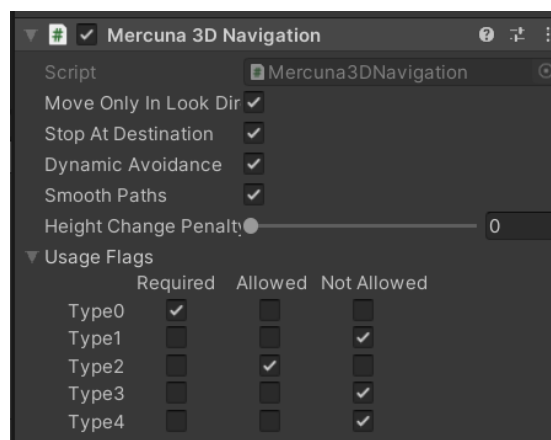 # Mercuna 3D Navigation
Script # Mercuna3DNavigation
Move Only In Look Dir
Stop At Destination
Dynamic Avoidance
Smooth Paths
Height Change Penalty 0
Usage Flags
Required Allowed Not Allowed
Type0
Type1
Type2
Type3
Type4